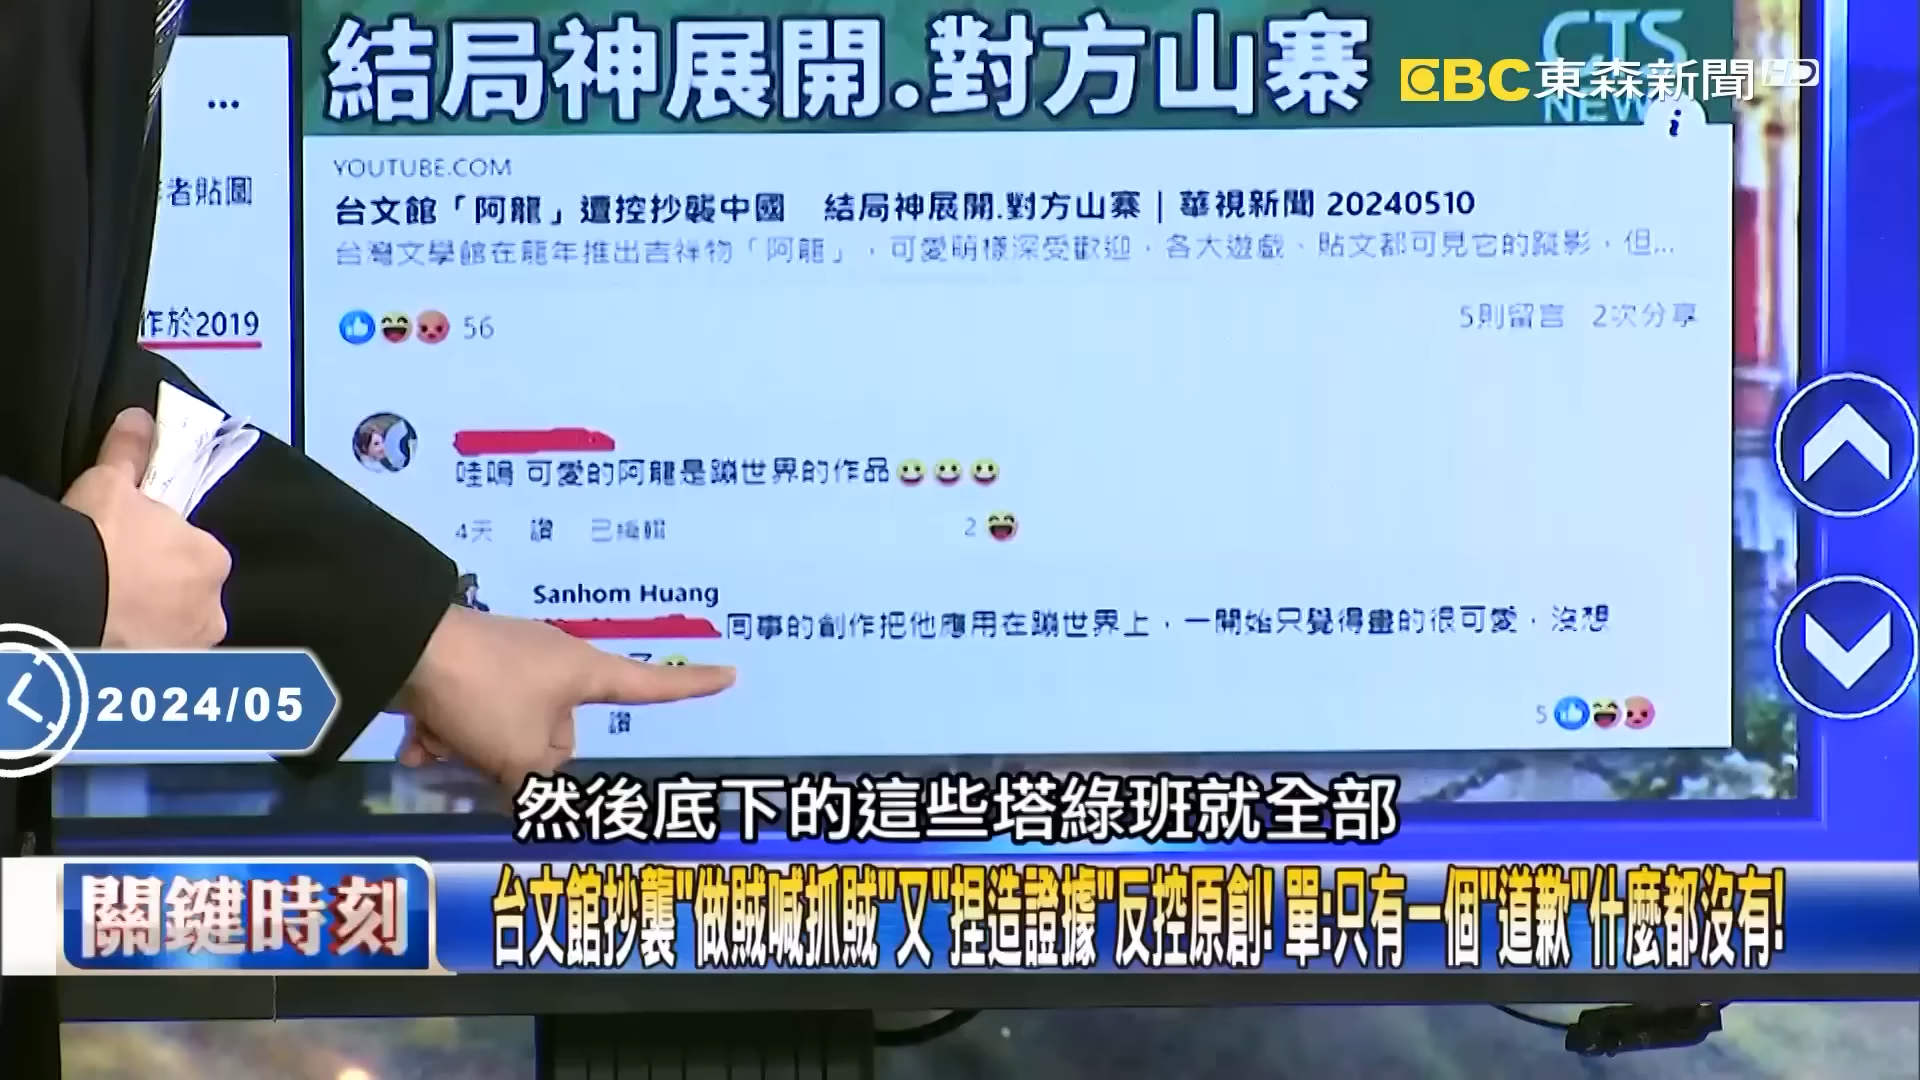 結局神展開.對方山寨
CTS
NEWS
EBC東森新聞HD
...
者貼圖
作於2019
YOUTUBE.COM
台文館「阿龍」遭控抄襲中國 結局神展開.對方山寨｜華視新聞 20240510
台灣文學館在龍年推出吉祥物「阿龍」，可愛萌樣深受歡迎，各大遊戲、貼文都可見它的蹤影，但...
56
5則留言 2次分享
哇嗚 可愛的阿龍是蹦世界的作品
4天 讚 已編輯
2
Sanhom Huang
同事的創作把他應用在蹦世界上，一開始只覺得畫的很可愛，沒想
讚
5
2024/05
然後底下的這些塔綠班就全部
關鍵時刻
台文館抄襲"做賊喊抓賊"又"捏造證據"反控原創! 單:只有一個"道歉"什麼都沒有!